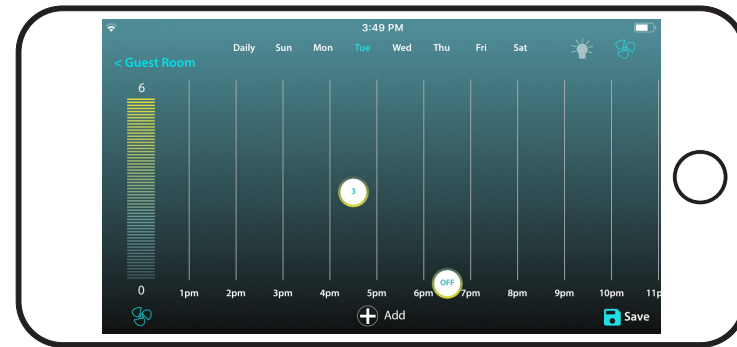 3:49 PM
Daily Sun Mon Tue Wed Thu Fri Sat
< Guest Room
6
3
OFF
0
1pm 2pm 3pm 4pm 5pm 6pm 7pm 8pm 9pm 10pm 11p
Add
Save